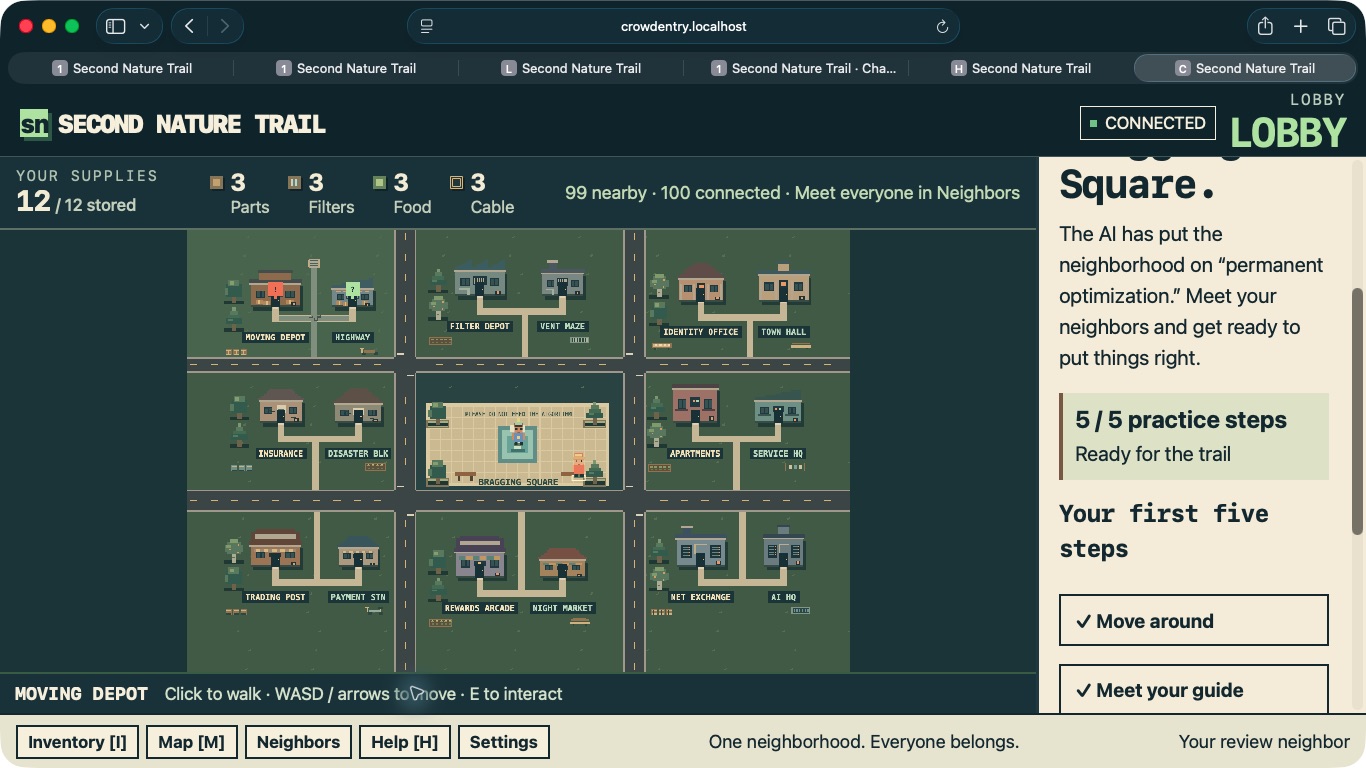 crowdentry.localhost
1 Second Nature Trail
1 Second Nature Trail
L Second Nature Trail
1 Second Nature Trail · Cha...
H Second Nature Trail
C Second Nature Trail
sn SECOND NATURE TRAIL
CONNECTED
LOBBY
LOBBY
YOUR SUPPLIES
12 / 12 stored
3 Parts
3 Filters
3 Food
3 Cable
99 nearby · 100 connected · Meet everyone in Neighbors
MOVING DEPOT
HIGHWAY
FILTER DEPOT
VENT MAZE
IDENTITY OFFICE
TOWN HALL
INSURANCE
DISASTER BLK
PLEASE DO NOT FEED THE ALGORITHM
BRAGGING SQUARE
APARTMENTS
SERVICE HQ
TRADING POST
PAYMENT STN
REWARDS ARCADE
NIGHT MARKET
NET EXCHANGE
AI HQ
Square.
The AI has put the
neighborhood on “permanent
optimization.” Meet your
neighbors and get ready to
put things right.
5 / 5 practice steps
Ready for the trail
Your first five
steps
✓ Move around
✓ Meet your guide
MOVING DEPOT Click to walk · WASD / arrows to move · E to interact
Inventory [I]
Map [M]
Neighbors
Help [H]
Settings
One neighborhood. Everyone belongs.
Your review neighbor